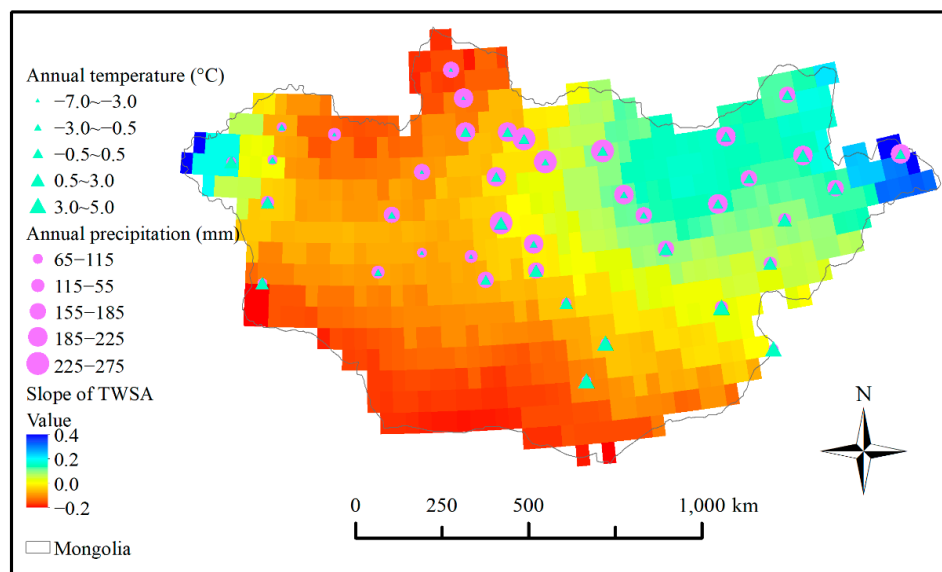 Annual temperature (°C)
−7.0~−3.0
−3.0~−0.5
−0.5~0.5
0.5~3.0
3.0~5.0
Annual precipitation (mm)
65−115
115−55
155−185
185−225
225−275
Slope of TWSA
Value
0.4
0.2
0.0
−0.2
Mongolia
0 250 500 1,000 km
N